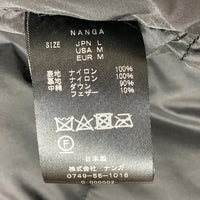 NANGA
SIZE JPN L
USA M
EUR M
表地 ナイロン 100%
裏地 ナイロン 100%
中綿 ダウン 90%
フェザー 10%
F
日本製
株式会社 ナンガ
0749-55-1016